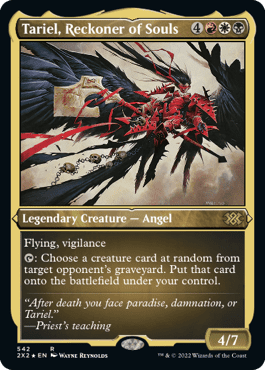 Tariel, Reckoner of Souls 4
Legendary Creature — Angel
Flying, vigilance
: Choose a creature card at random
from target opponent's graveyard. Put that card
onto the battlefield under your control.
"After death you face paradise, damnation, or
Tariel."
—Priest's teaching
4/7
542 R
2X2 ★ EN WAYNE REYNOLDS
™ & © 2022 Wizards of the Coast